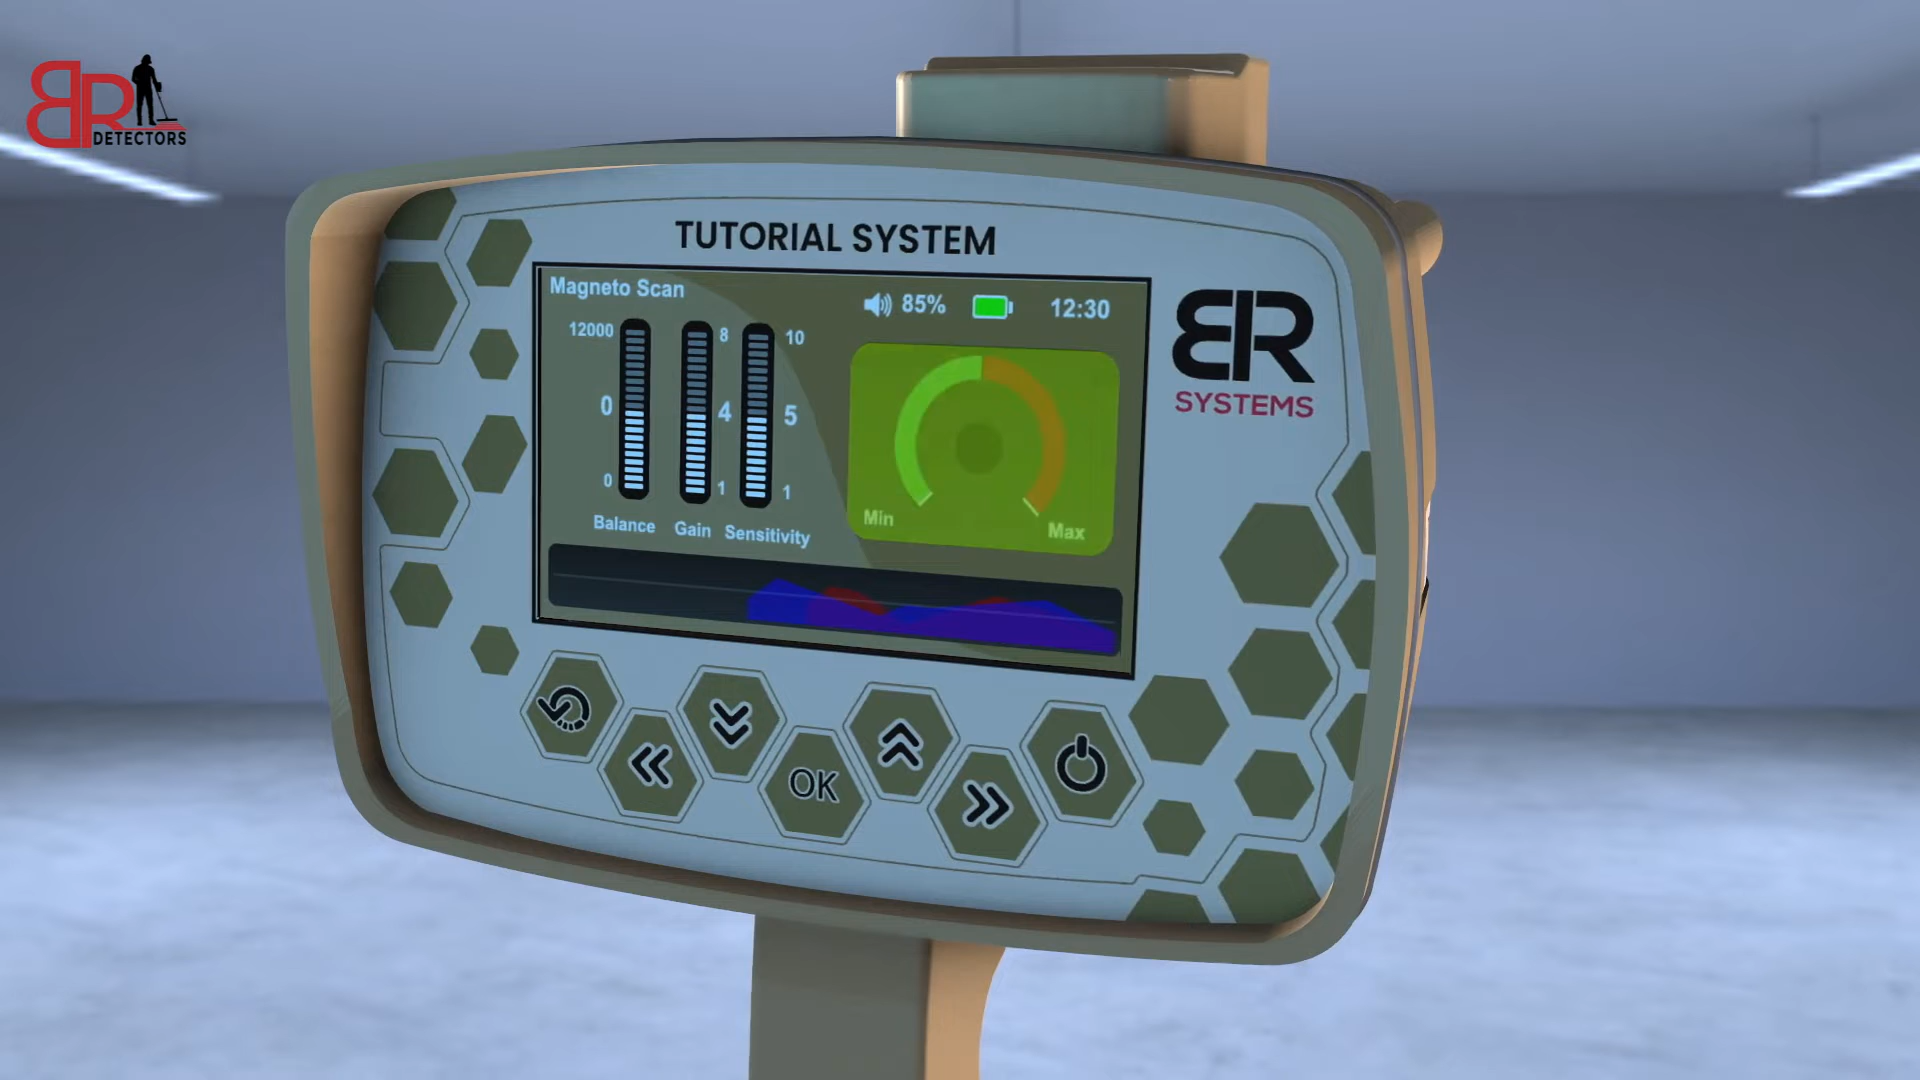 BR
DETECTORS
TUTORIAL SYSTEM
Magneto Scan
85%
12:30
12000
8
10
0
4
5
0
1
1
Balance
Gain
Sensitivity
Min
Max
BR
SYSTEMS
OK